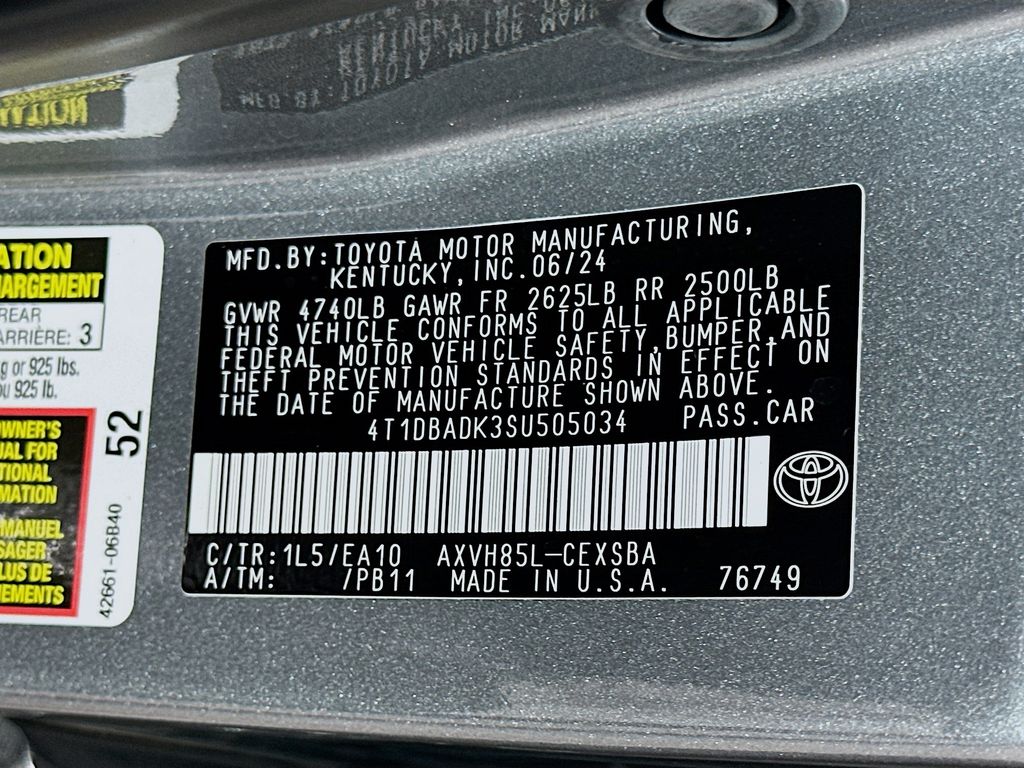 MFD.BY:TOYOTA MOTOR MANUFACTURING,
KENTUCKY,INC.06/24
GVWR 4740LB GAWR FR 2625LB RR 2500LB
THIS VEHICLE CONFORMS TO ALL APPLICABLE
FEDERAL MOTOR VEHICLE SAFETY,BUMPER,AND
THEFT PREVENTION STANDARDS IN EFFECT ON
THE DATE OF MANUFACTURE SHOWN ABOVE.
4T1DBADK3SU505034 PASS.CAR
C/TR:1L5/EA10 AXVH85L-CEXSBA
A/TM: /PB11 MADE IN U.S.A. 76749
ATION
HARGEMENT
REAR
ARRIÈRE: 3
g or 925 lbs.
u 925 lb.
OWNER'S
UAL FOR
TIONAL
MATION
MANUEL
SAGER
LUS DE
NEMENTS
52
42661-06B40